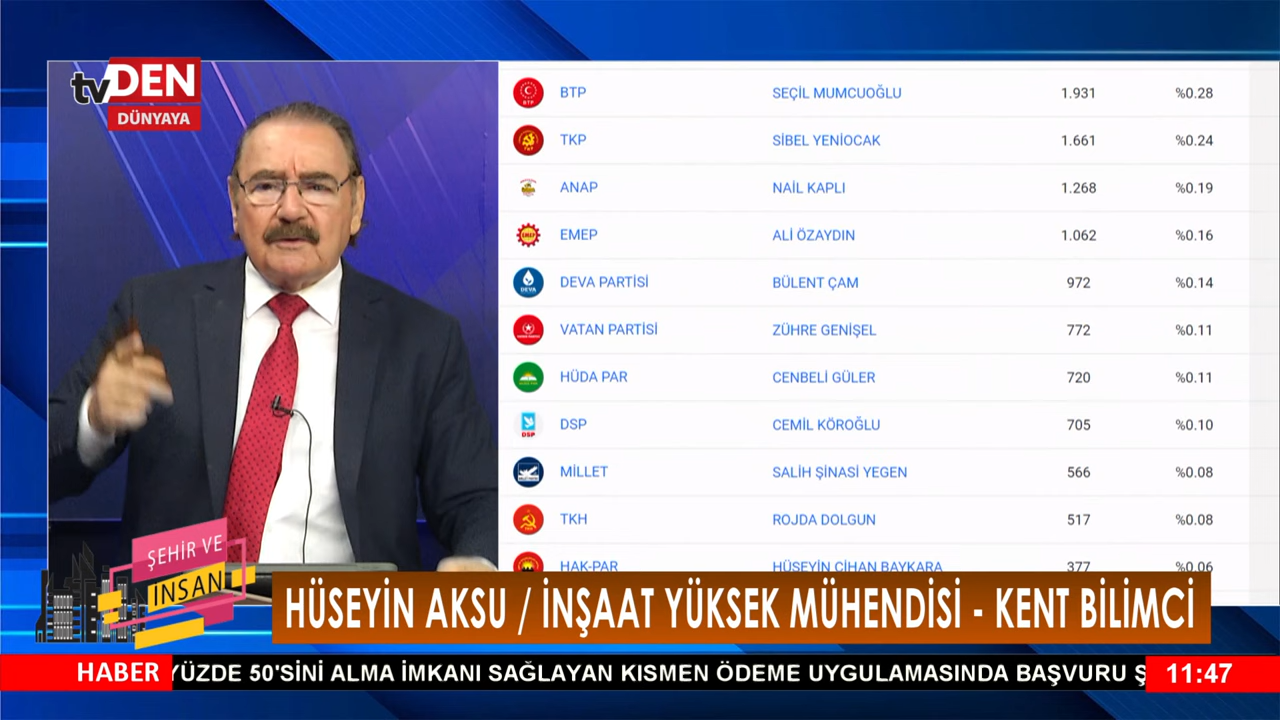 tvDEN
DÜNYAYA
BTP SEÇİL MUMCUOĞLU 1.931 %0.28
TKP SİBEL YENİOCAK 1.661 %0.24
ANAP NAİL KAPLI 1.268 %0.19
EMEP ALİ ÖZAYDIN 1.062 %0.16
DEVA PARTİSİ BÜLENT ÇAM 972 %0.14
VATAN PARTİSİ ZÜHRE GENİŞEL 772 %0.11
HÜDA PAR CENBELİ GÜLER 720 %0.11
DSP CEMİL KÖROĞLU 705 %0.10
MİLLET SALİH ŞİNASİ YEGEN 566 %0.08
TKH ROJDA DOLGUN 517 %0.08
HAK-PAR HÜSEYİN CİHAN BAYKARA 377 %0.06
BTP
EMEP
DEVA
DSP
ŞEHİR VE
İNSAN
HÜSEYİN AKSU / İNŞAAT YÜKSEK MÜHENDİSİ - KENT BİLİMCİ
HABER YÜZDE 50'SİNİ ALMA İMKANI SAĞLAYAN KISMEN ÖDEME UYGULAMASINDA BAŞVURU Ş 11:47